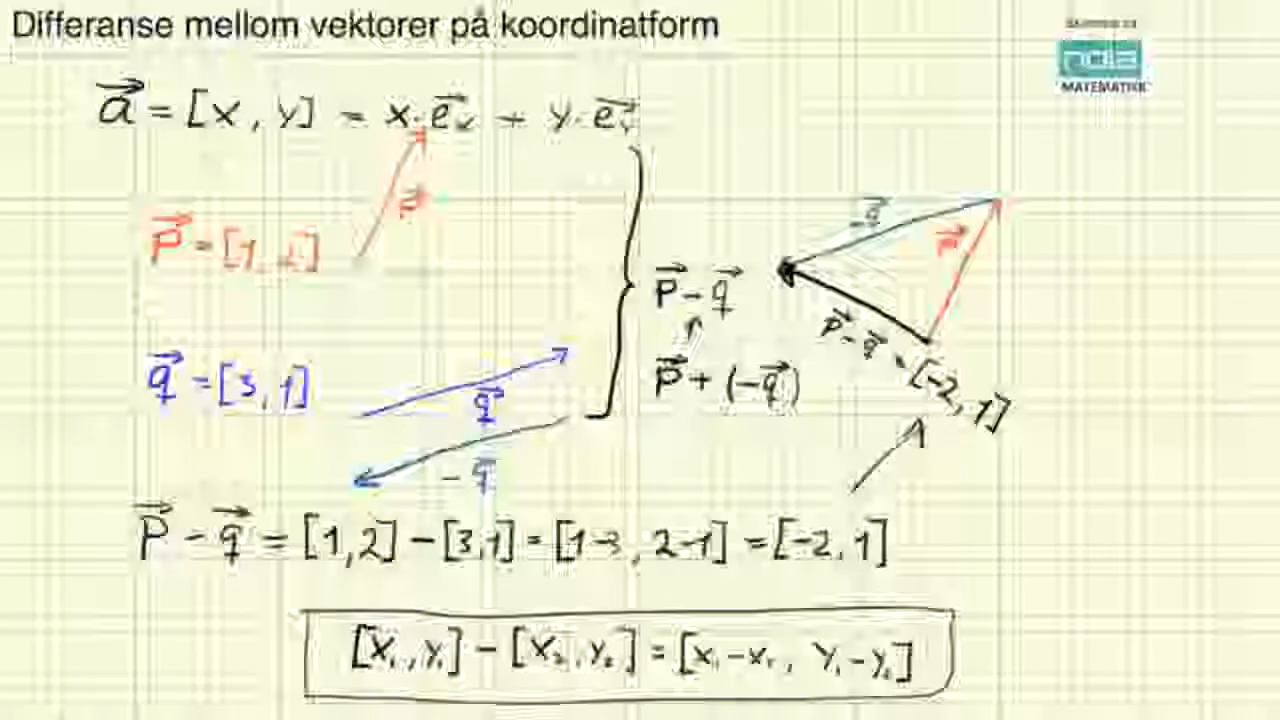 Differanse mellom vektorer på koordinatform
MATEMATIKK
a⃗ = [x, y] = x·e⃗ₓ + y·e⃗ᵧ
p⃗
p⃗ = [1, 2]
q⃗ = [3, 1]
q⃗
-q⃗
p⃗ - q⃗
p⃗ + (-q⃗)
-q⃗
p⃗
p⃗ - q⃗ = [-2, 1]
p⃗ - q⃗ = [1,2] - [3,1] = [1-3, 2-1] = [-2, 1]
[x₁, y₁] - [x₂, y₂] = [x₁ - x₂, y₁ - y₂]